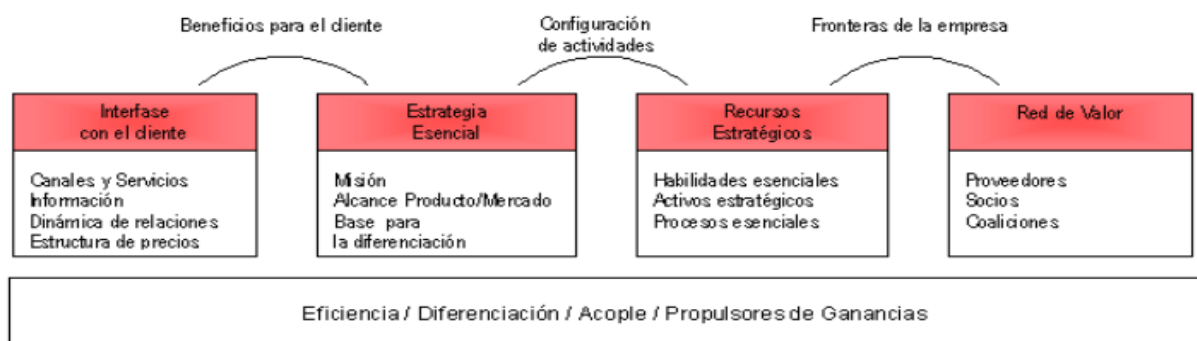 Beneficios para el cliente
Configuración
de actividades
Fronteras de la empresa
Interfase
con el cliente
Canales y Servicios
Información
Dinámica de relaciones
Estructura de precios
Estrategia
Esencial
Misión
Alcance Producto/Mercado
Base para
la diferenciación
Recursos
Estratégicos
Habilidades esenciales
Activos estratégicos
Procesos esenciales
Red de Valor
Proveedores
Socios
Coaliciones
Eficiencia / Diferenciación / Acople / Propulsores de Ganancias